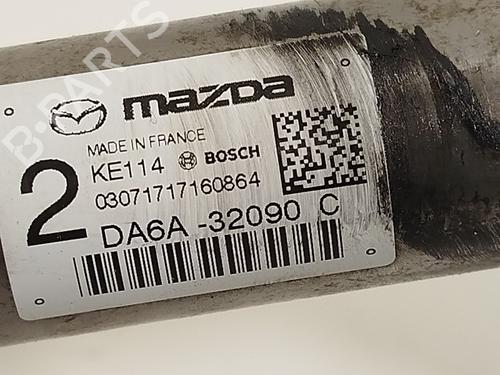 B-PARTS
mazda
MADE IN FRANCE
2
KE114 BOSCH
03071717160864
DA6A-32090 C